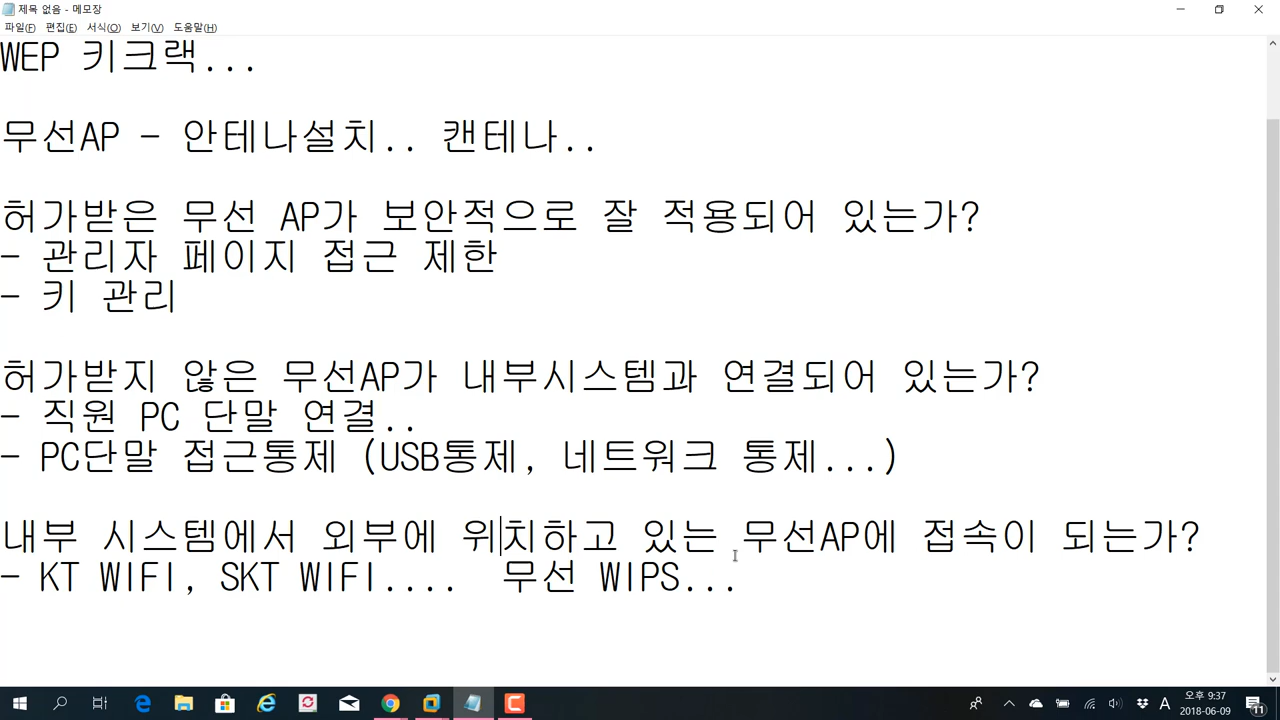 제목 없음 - 메모장
파일(F) 편집(E) 서식(O) 보기(V) 도움말(H)
WEP 키크랙...
무선AP - 안테나설치.. 캔테나..
허가받은 무선 AP가 보안적으로 잘 적용되어 있는가?
- 관리자 페이지 접근 제한
- 키 관리
허가받지 않은 무선AP가 내부시스템과 연결되어 있는가?
- 직원 PC 단말 연결..
- PC단말 접근통제 (USB통제, 네트워크 통제...)
내부 시스템에서 외부에 위치하고 있는 무선AP에 접속이 되는가?
- KT WIFI, SKT WIFI.... 무선 WIPS...
A
오후 9:37
2018-06-09
11